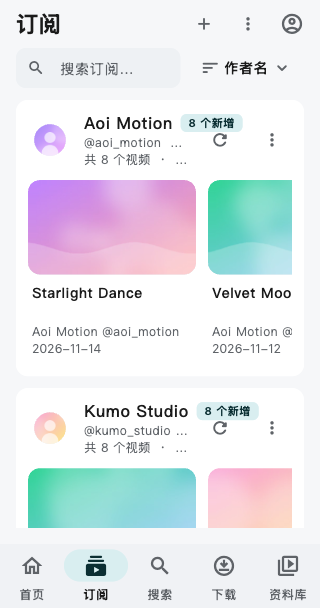 订阅
搜索订阅...
作者名
Aoi Motion 8 个新增
@aoi_motion ...
共 8 个视频 · ...
Starlight Dance
Velvet Moo
Aoi Motion @aoi_motion
2026-11-14
Aoi Motion @
2026-11-12
Kumo Studio 8 个新增
@kumo_studio ...
共 8 个视频 · ...
首页
订阅
搜索
下载
资料库